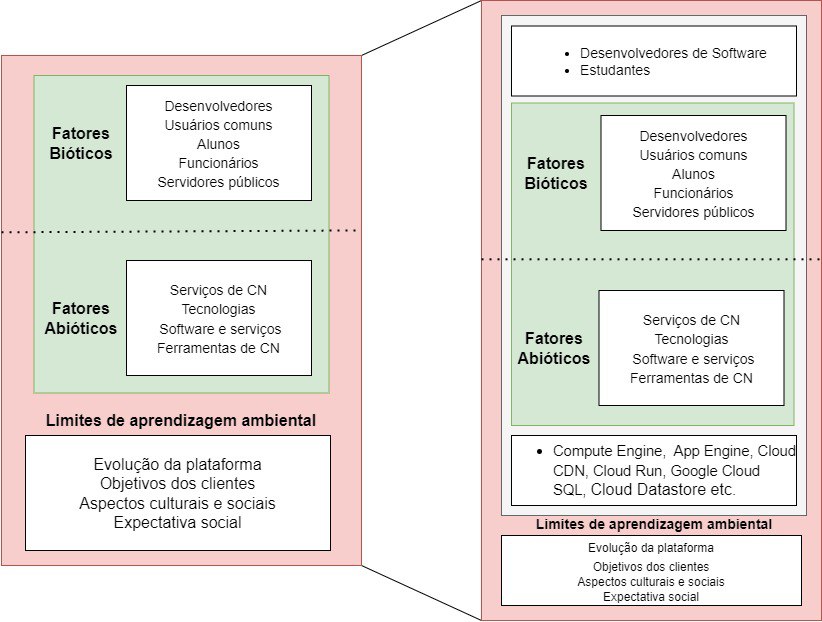 Fatores
Bióticos
Desenvolvedores
Usuários comuns
Alunos
Funcionários
Servidores públicos
Fatores
Abióticos
Serviços de CN
Tecnologias
Software e serviços
Ferramentas de CN
Limites de aprendizagem ambiental
Evolução da plataforma
Objetivos dos clientes
Aspectos culturais e sociais
Expectativa social
• Desenvolvedores de Software
• Estudantes
Fatores
Bióticos
Desenvolvedores
Usuários comuns
Alunos
Funcionários
Servidores públicos
Fatores
Abióticos
Serviços de CN
Tecnologias
Software e serviços
Ferramentas de CN
• Compute Engine, App Engine, Cloud
CDN, Cloud Run, Google Cloud
SQL, Cloud Datastore etc.
Limites de aprendizagem ambiental
Evolução da plataforma
Objetivos dos clientes
Aspectos culturais e sociais
Expectativa social